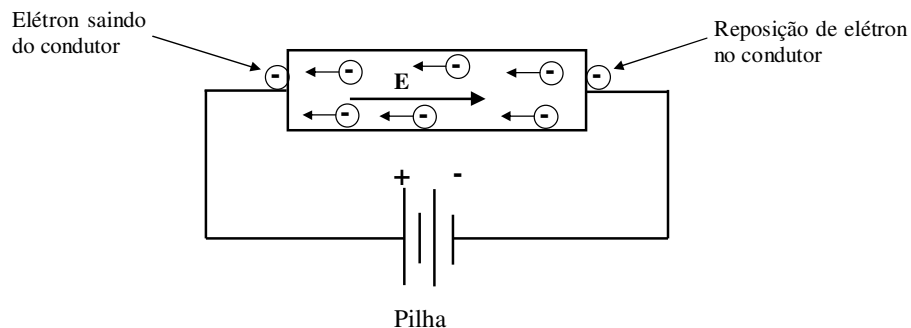 Elétron saindo
do condutor
Reposição de elétron
no condutor
- - - - -
E
- - -
+ -
Pilha